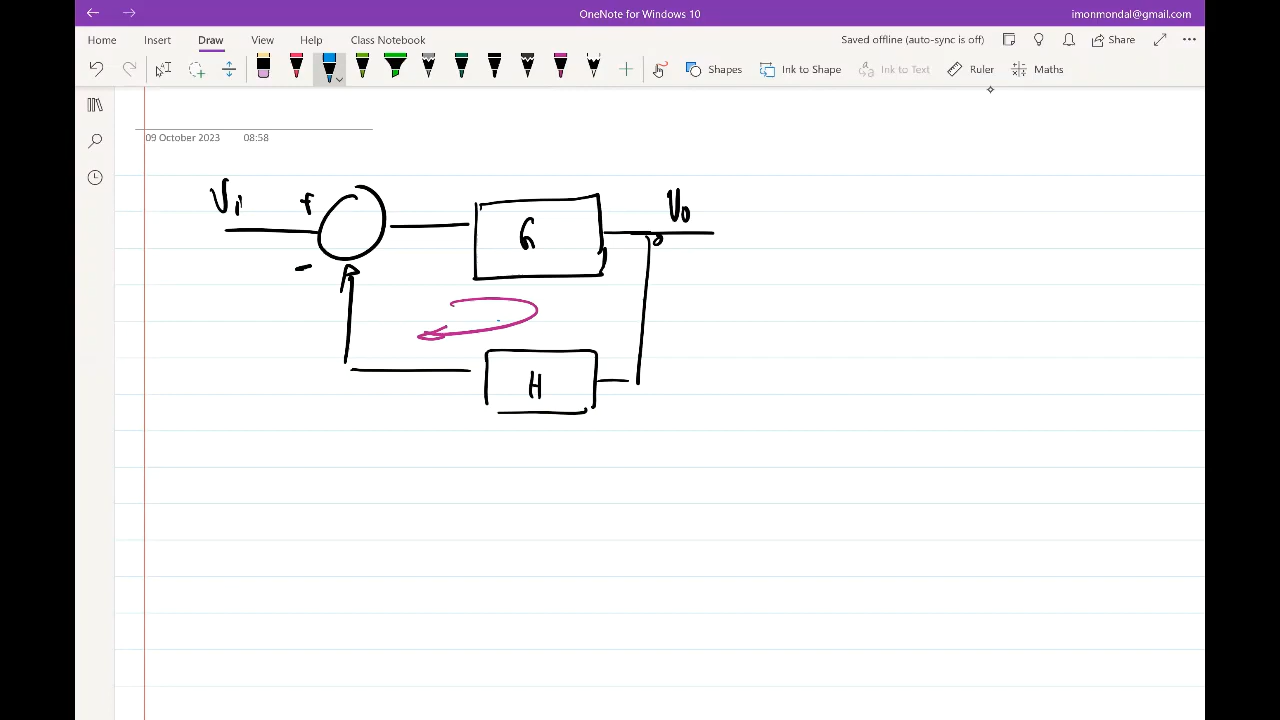 OneNote for Windows 10
imonmondal@gmail.com
Home Insert Draw View Help Class Notebook
Saved offline (auto-sync is off)
Share
Shapes Ink to Shape Ink to Text Ruler Maths
09 October 2023 08:58
Vi + G Vo
-
H